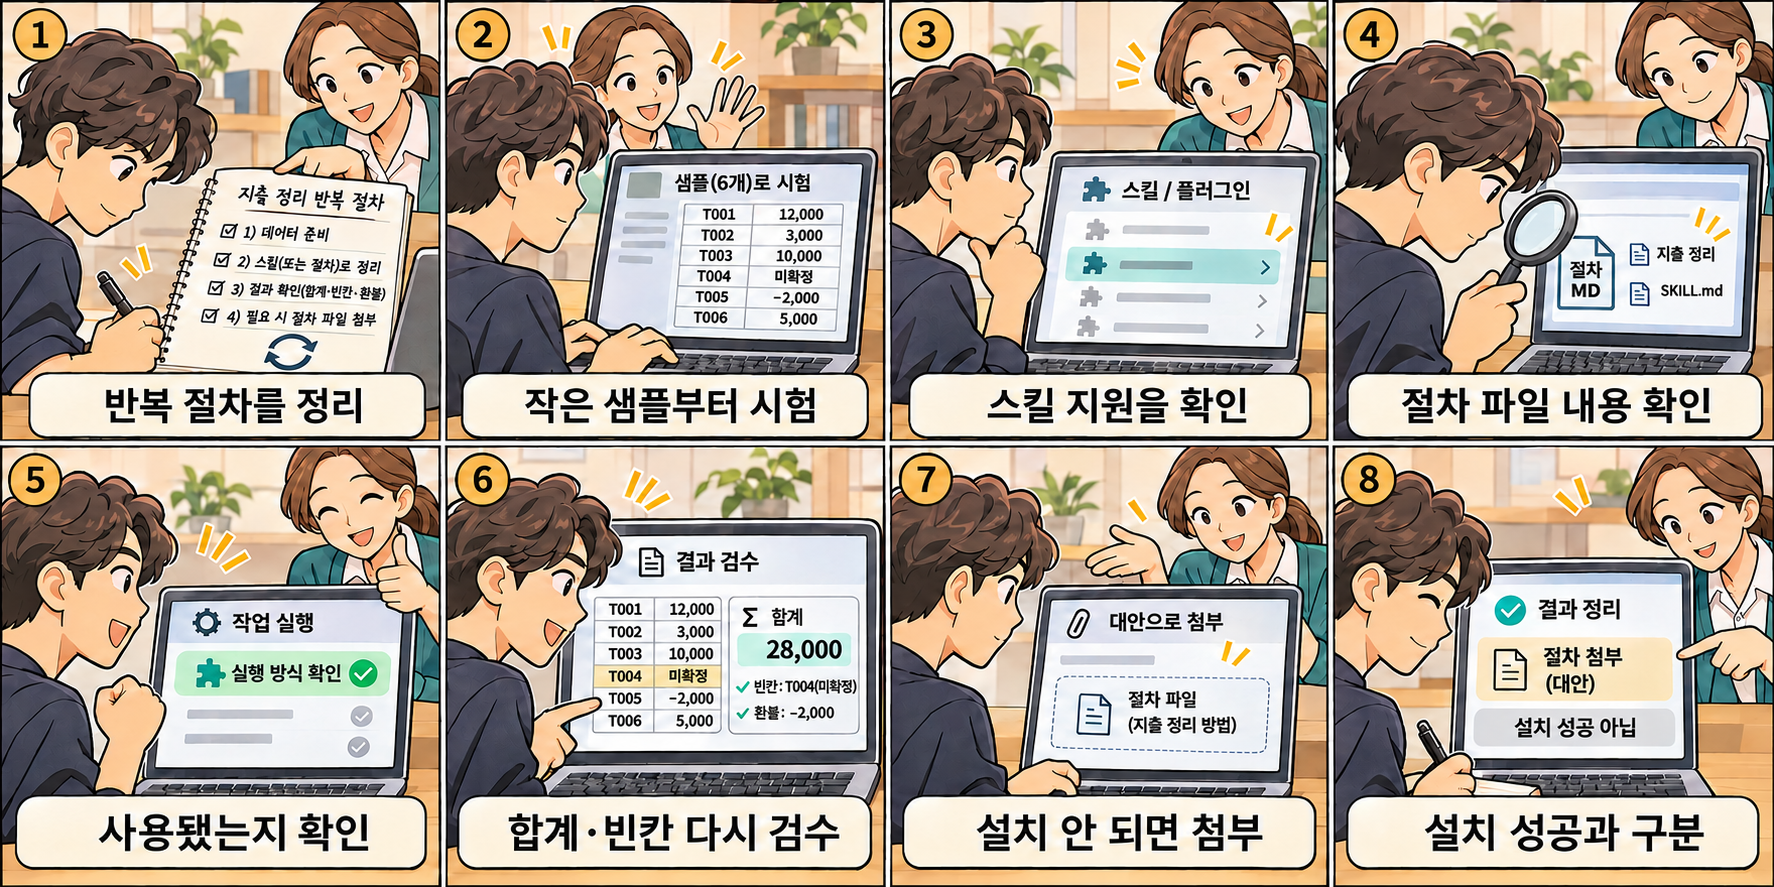 1
지출 정리 반복 절차
1) 데어터 준비
2) 스킬(또는 절차)로 정리
3) 결과 확인(합계·빈칸·환불)
4) 필요 시 절차 파일 첨부
반복 절차를 정리
2
샘플(6개)로 시험
T001 12,000
T002 3,000
T003 10,000
T004 미확정
T005 −2,000
T006 5,000
작은 샘플부터 시험
3
스킬 / 플러그인
스킬 지원을 확인
4
절차
MD
지출 정리
SKILL.md
절차 파일 내용 확인
5
작업 실행
실행 방식 확인
사용됐는지 확인
6
결과 검수
T001 12,000
T002 3,000
T003 10,000
T004 미확정
T005 −2,000
T006 5,000
Σ 합계
28,000
빈칸: T004(미확정)
환불: −2,000
합계·빈칸 다시 검수
7
대안으로 첨부
절차 파일
(지출 정리 방법)
설치 안 되면 첨부
8
결과 정리
절차 첨부
(대안)
설치 성공 아닙
설치 성공과 구분